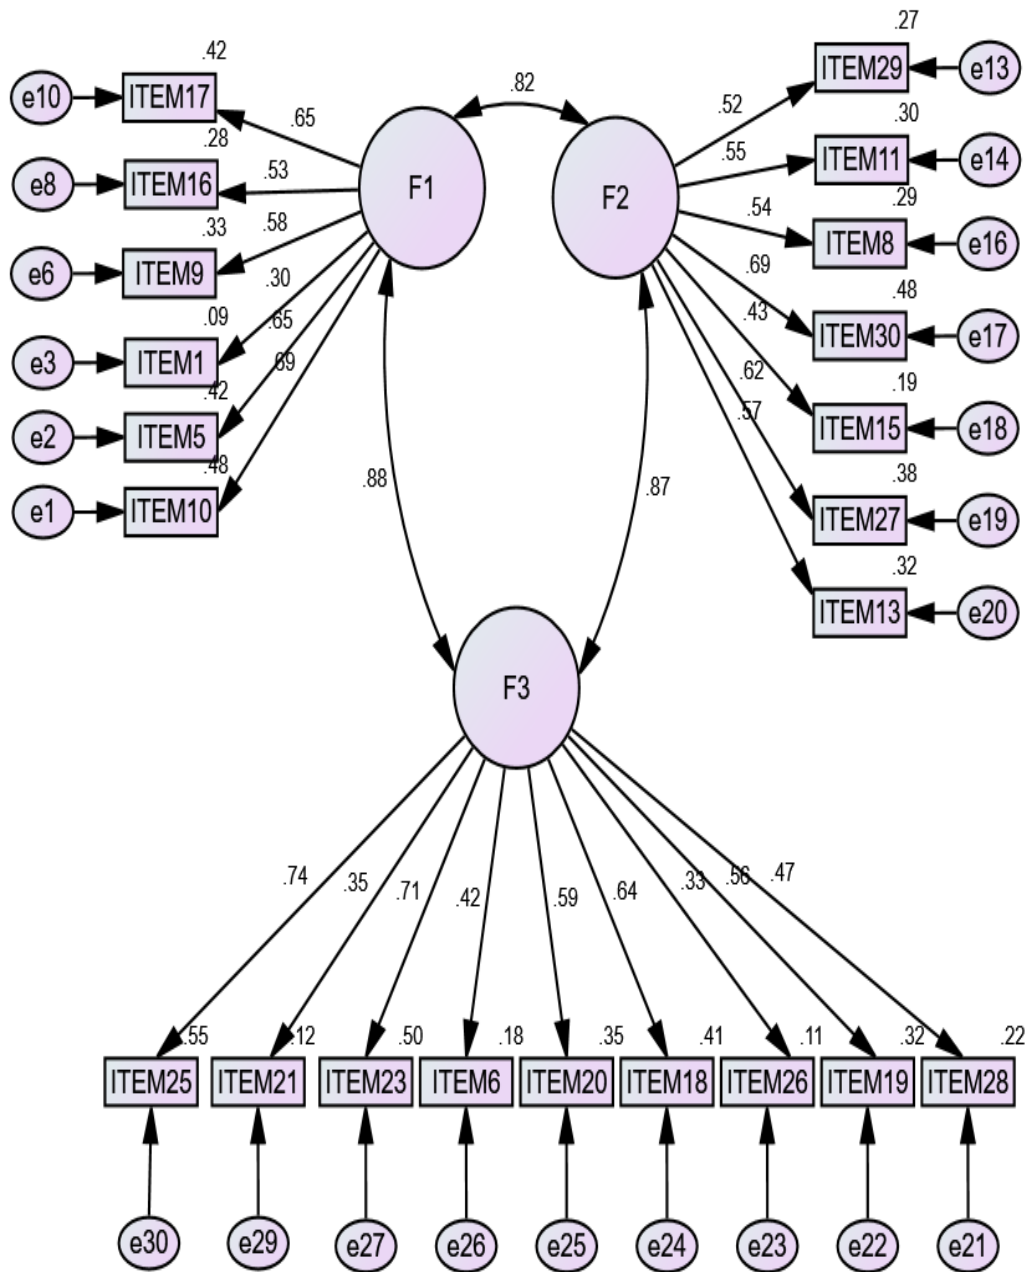 .42
e10 ITEM17
.65
.28
e8 ITEM16
.53
.33
e6 ITEM9
.58
.09
e3 ITEM1
.30
.42
e2 ITEM5
.65
.48
e1 ITEM10
.69
F1
.82
F2
.27
.52
ITEM29 e13
.30
.55
ITEM11 e14
.29
.54
ITEM8 e16
.48
.69
ITEM30 e17
.19
.43
ITEM15 e18
.38
.62
ITEM27 e19
.32
.57
ITEM13 e20
.88
.87
F3
.74 .35 .71 .42 .59 .64 .33 .56 .47
.55 .12 .50 .18 .35 .41 .11 .32 .22
ITEM25 ITEM21 ITEM23 ITEM6 ITEM20 ITEM18 ITEM26 ITEM19 ITEM28
e30 e29 e27 e26 e25 e24 e23 e22 e21